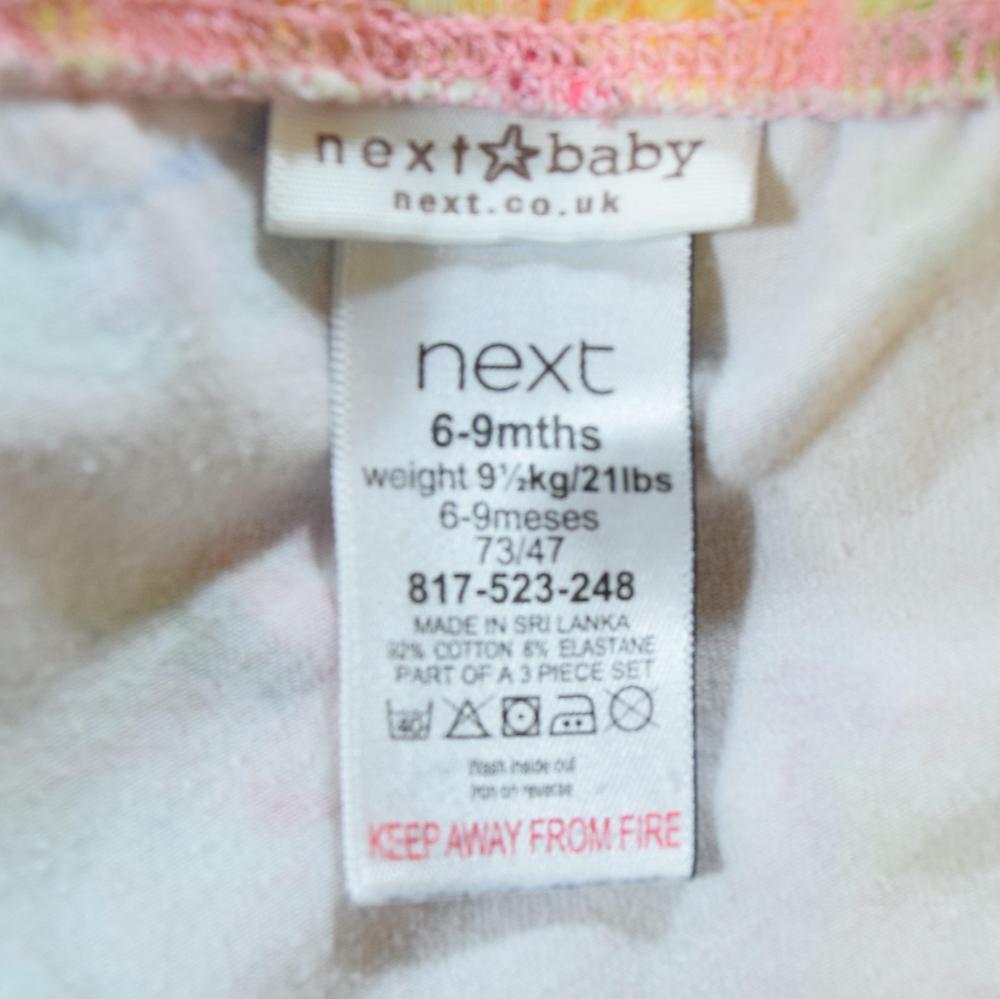 next☆baby
next.co.uk
next
6-9mths
weight 9½kg/21lbs
6-9meses
73/47
817-523-248
MADE IN SRI LANKA
92% COTTON 8% ELASTANE
PART OF A 3 PIECE SET
40
Wash inside out
Iron on reverse
KEEP AWAY FROM FIRE